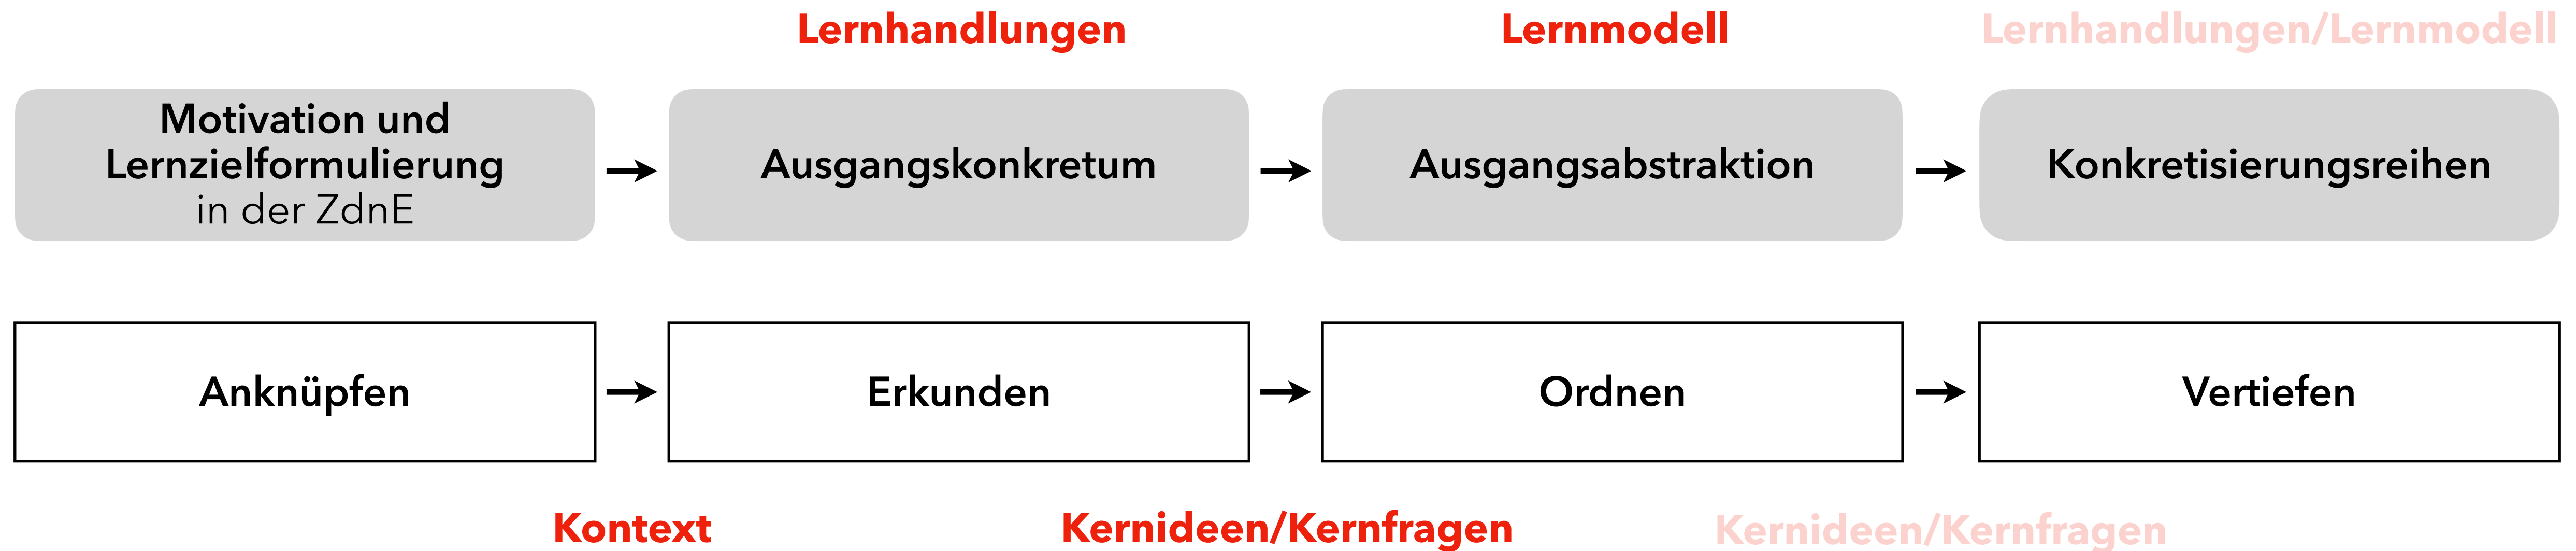 Lernhandlungen
Lernmodell
Lernhandlungen/Lernmodell
Motivation und
Lernzielformulierung
in der ZdnE
Ausgangskonkretum
Ausgangsabstraktion
Konkretisierungsreihen
Anknüpfen
Erkunden
Ordnen
Vertiefen
Kontext
Kernideen/Kernfragen
Kernideen/Kernfragen